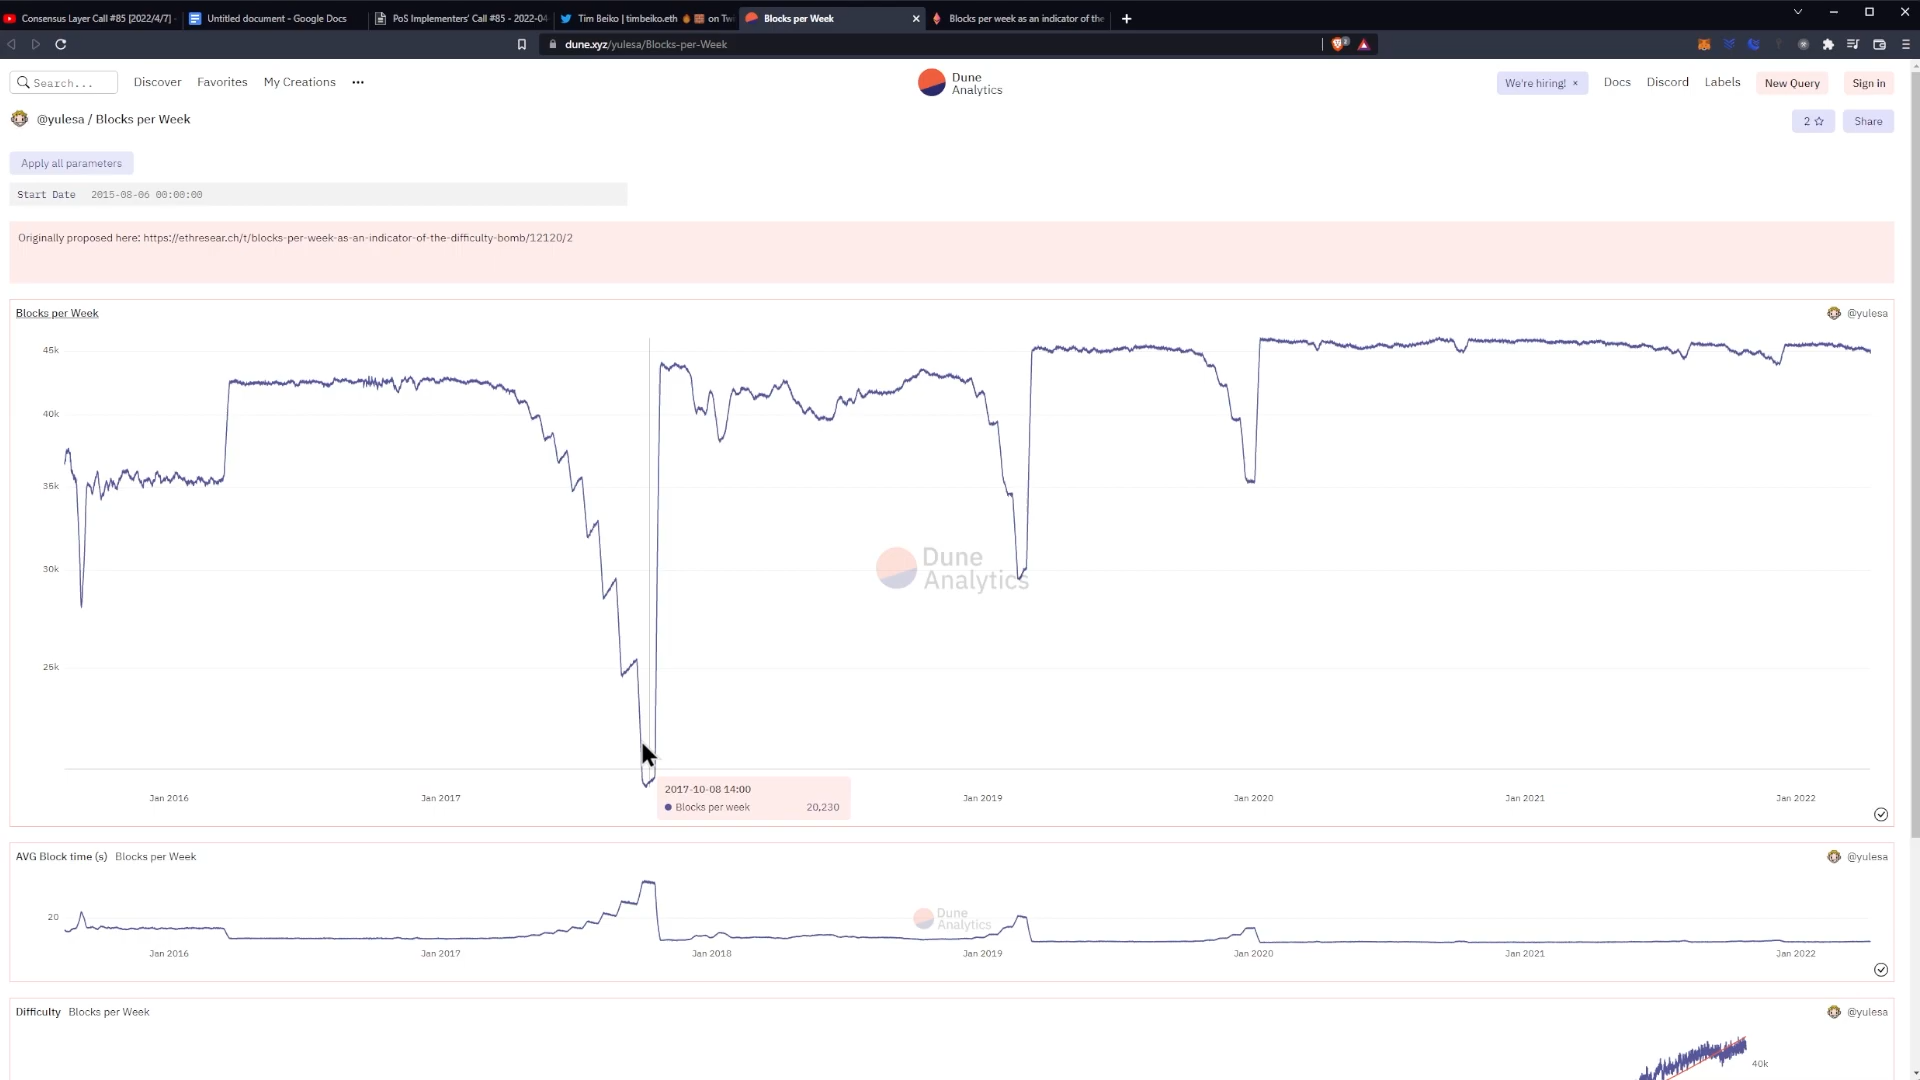 Consensus Layer Call #85 [2022/4/7]
Untitled document - Google Docs
PoS Implementers' Call #85 - 2022-04
Tim Beiko | timbeiko.eth on Tw
Blocks per Week
Blocks per week as an indicator of the
dune.xyz/yulesa/Blocks-per-Week
Search...
Discover
Favorites
My Creations
Dune
Analytics
We're hiring! ×
Docs
Discord
Labels
New Query
Sign in
@yulesa / Blocks per Week
2
Share
Apply all parameters
Start Date 2015-08-06 00:00:00
Originally proposed here: https://ethresear.ch/t/blocks-per-week-as-an-indicator-of-the-difficulty-bomb/12120/2
Blocks per Week
@yulesa
45k
40k
35k
30k
25k
Dune
Analytics
2017-10-08 14:00
Blocks per week 20,230
Jan 2016
Jan 2017
Jan 2019
Jan 2020
Jan 2021
Jan 2022
AVG Block time (s) Blocks per Week
@yulesa
20
Dune
Analytics
Jan 2016
Jan 2017
Jan 2018
Jan 2019
Jan 2020
Jan 2021
Jan 2022
Difficulty Blocks per Week
@yulesa
40k